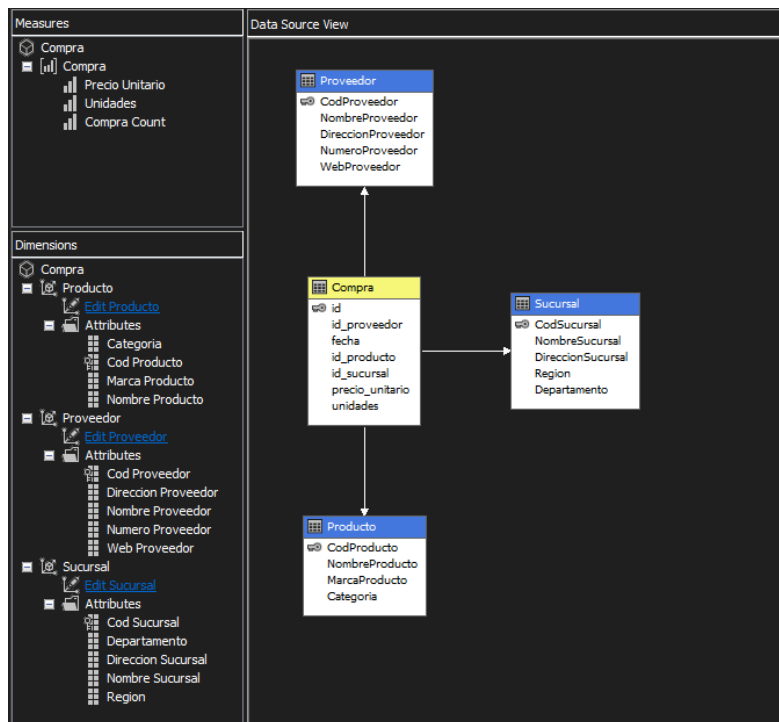 Measures
Compra
Compra
Precio Unitario
Unidades
Compra Count
Dimensions
Compra
Producto
Edit Producto
Attributes
Categoria
Cod Producto
Marca Producto
Nombre Producto
Proveedor
Edit Proveedor
Attributes
Cod Proveedor
Direccion Proveedor
Nombre Proveedor
Numero Proveedor
Web Proveedor
Sucursal
Edit Sucursal
Attributes
Cod Sucursal
Departamento
Direccion Sucursal
Nombre Sucursal
Region
Data Source View
Proveedor
CodProveedor
NombreProveedor
DireccionProveedor
NumeroProveedor
WebProveedor
Compra
id
id_proveedor
fecha
id_producto
id_sucursal
precio_unitario
unidades
Sucursal
CodSucursal
NombreSucursal
DireccionSucursal
Region
Departamento
Producto
CodProducto
NombreProducto
MarcaProducto
Categoria